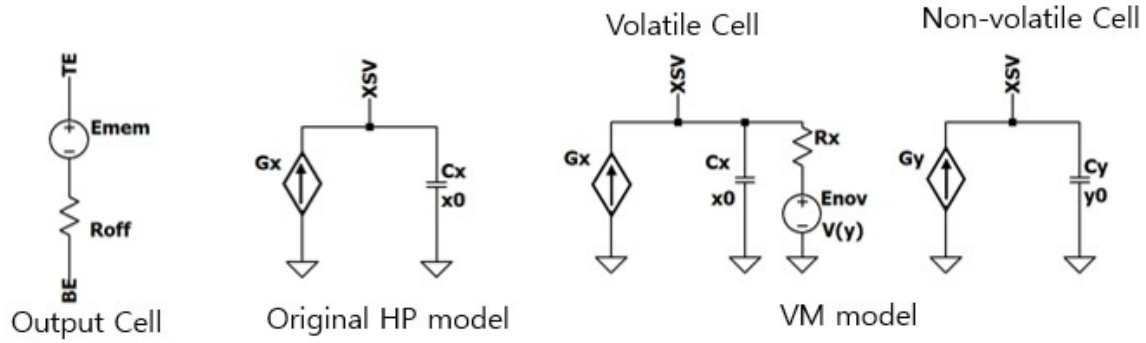 Volatile Cell
Non-volatile Cell
TE
Emem
Roff
BE
Output Cell
XSV
Gx
Cx
x0
Original HP model
XSV
Gx
Cx
x0
Rx
Enov
V(y)
XSV
Gy
Cy
y0
VM model